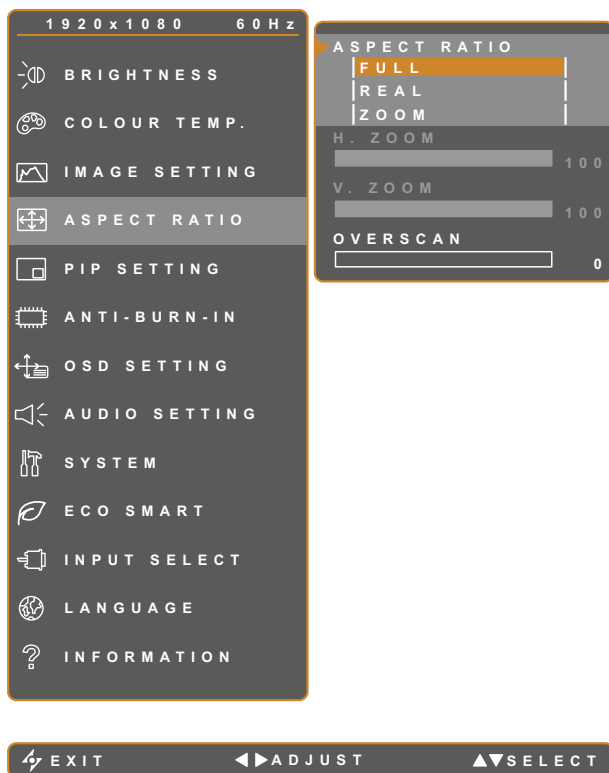 1920x1080 60Hz
BRIGHTNESS
COLOUR TEMP.
IMAGE SETTING
ASPECT RATIO
PIP SETTING
ANTI-BURN-IN
OSD SETTING
AUDIO SETTING
SYSTEM
ECO SMART
INPUT SELECT
LANGUAGE
INFORMATION
ASPECT RATIO
FULL
REAL
ZOOM
H. ZOOM
100
V. ZOOM
100
OVERSCAN
0
EXIT ADJUST SELECT